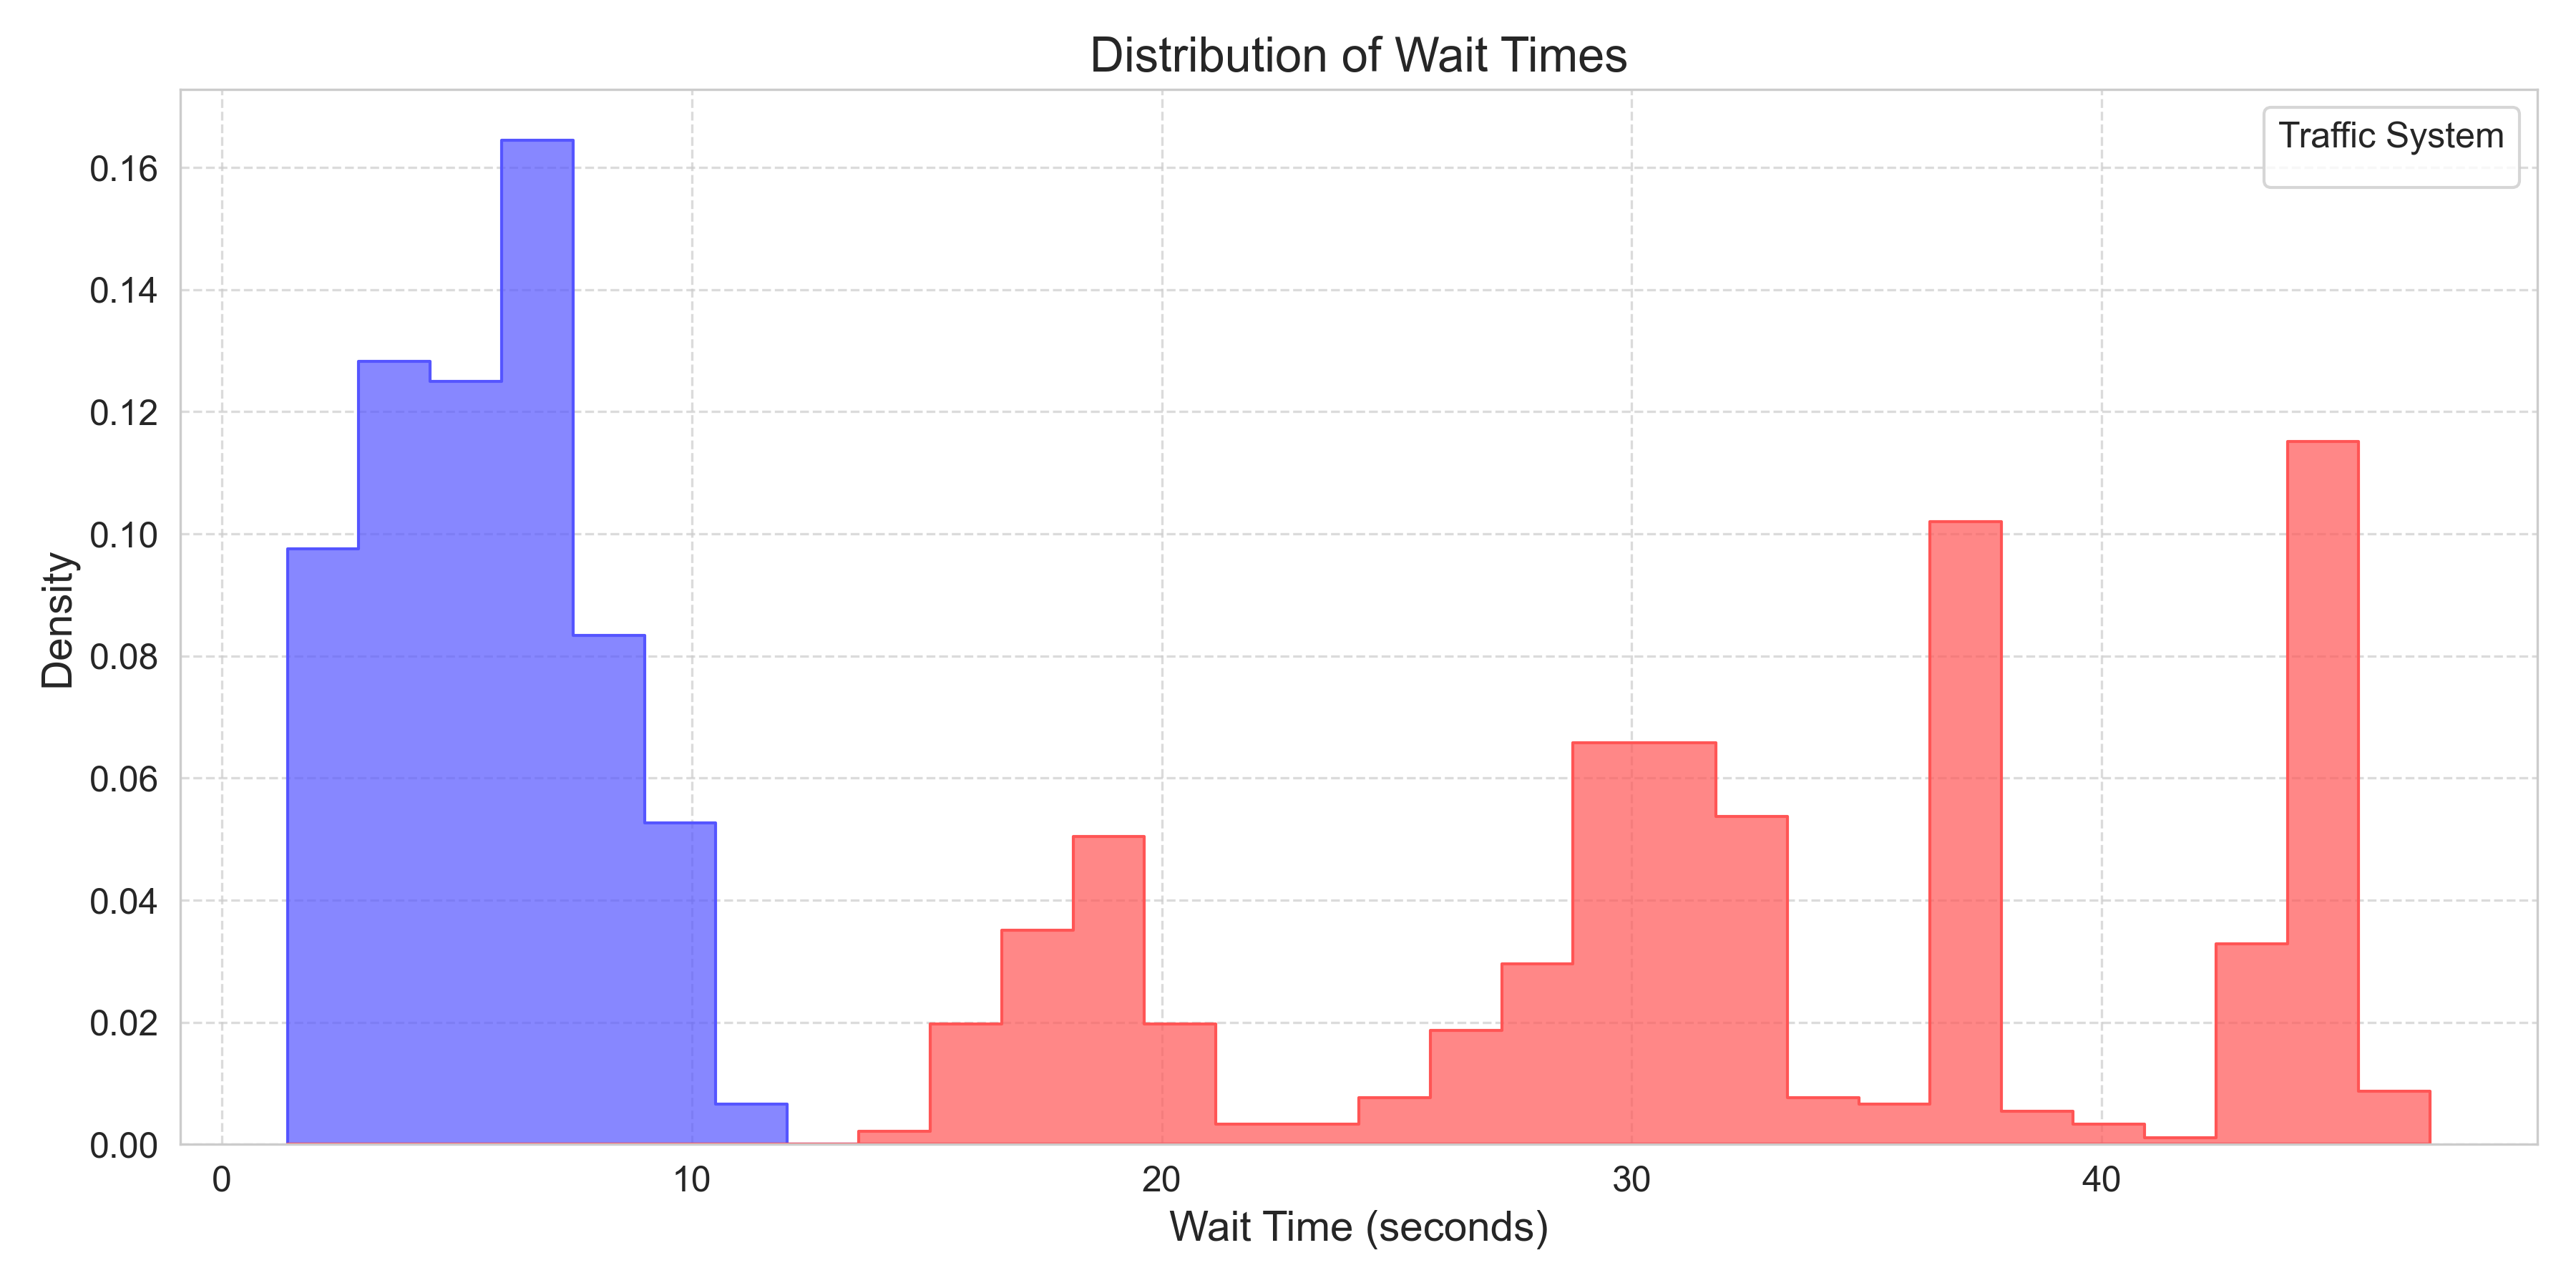 Distribution of Wait Times
Traffic System
Density
0.16
0.14
0.12
0.10
0.08
0.06
0.04
0.02
0.00
0 10 20 30 40
Wait Time (seconds)